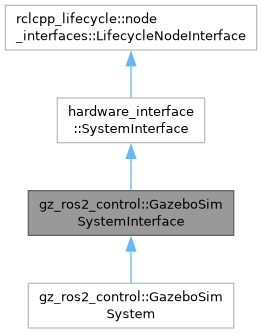 rclcpp_lifecycle::node
_interfaces::LifecycleNodeInterface
hardware_interface
::SystemInterface
gz_ros2_control::GazeboSim
SystemInterface
gz_ros2_control::GazeboSim
System